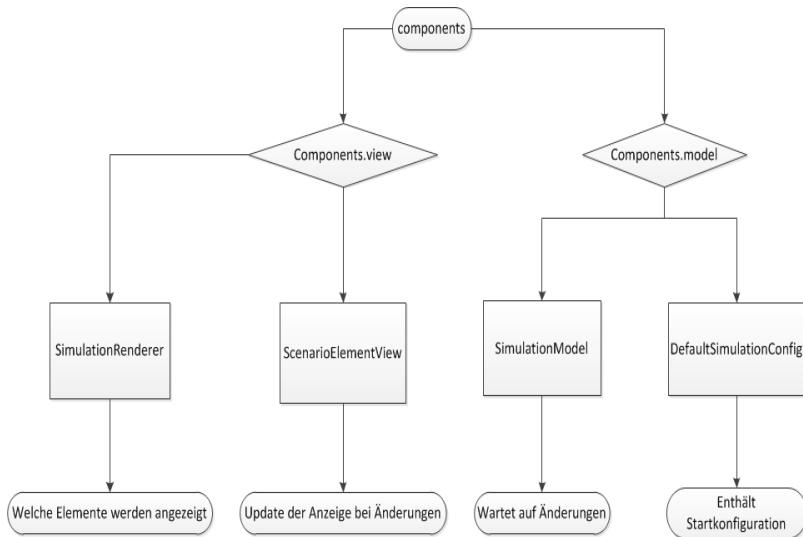 components
Components.view
Components.model
SimulationRenderer
ScenarioElementView
SimulationModel
DefaultSimulationConfig
Welche Elemente werden angezeigt
Update der Anzeige bei Änderungen
Wartet auf Änderungen
Enthält
Startkonfiguration